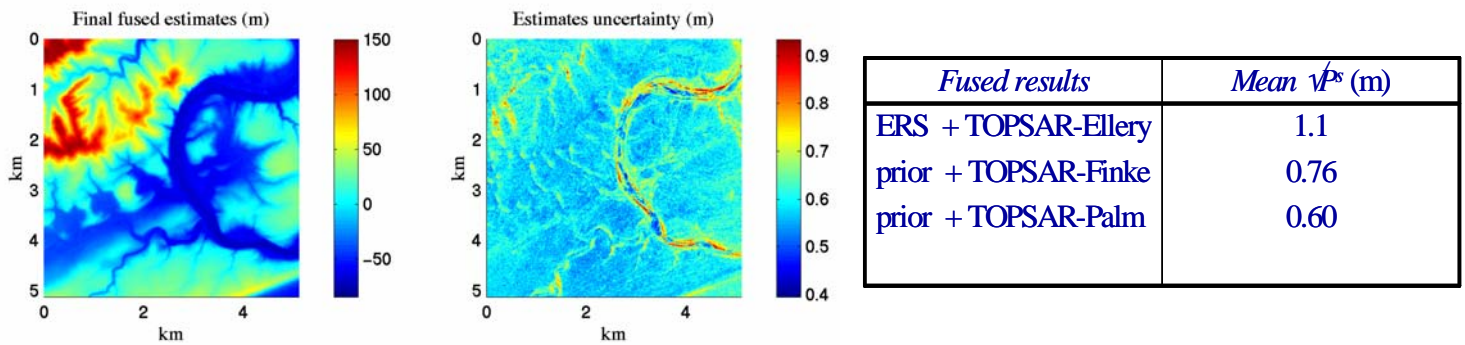 Final fused estimates (m)
0
1
2
3
4
5
km
0
2
4
km
150
100
50
0
−50
Estimates uncertainty (m)
0
1
2
3
4
5
km
0
2
4
km
0.9
0.8
0.7
0.6
0.5
0.4
Fused results Mean √Pˢ (m)
ERS + TOPSAR-Ellery 1.1
prior + TOPSAR-Finke 0.76
prior + TOPSAR-Palm 0.60